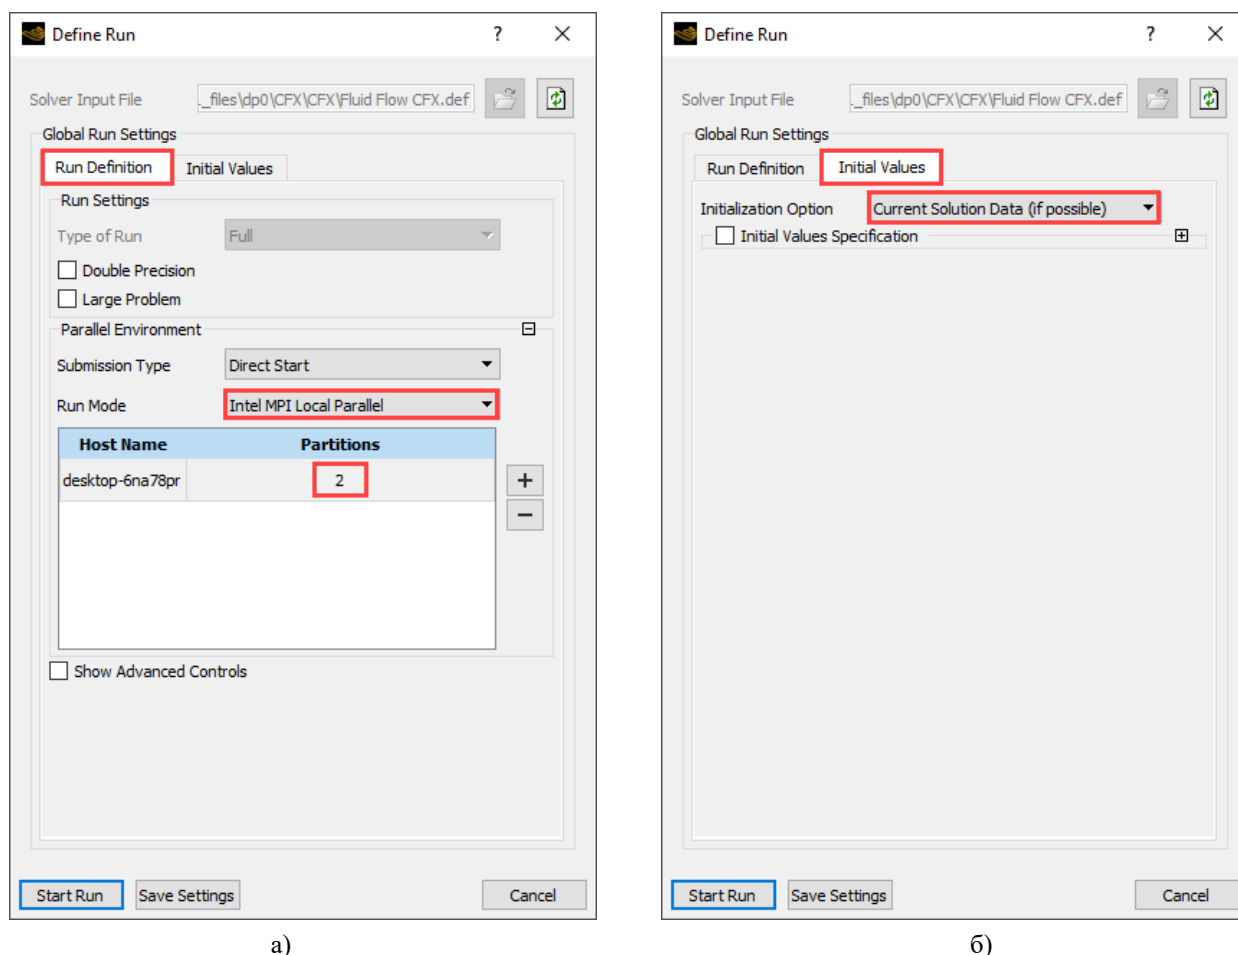 Define Run ?
Solver Input File ._files\dp0\CFX\CFX\Fluid Flow CFX.def
Global Run Settings
Run Definition Initial Values
Run Settings
Type of Run Full
Double Precision
Large Problem
Parallel Environment
Submission Type Direct Start
Run Mode Intel MPI Local Parallel
Host Name Partitions
desktop-6na78pr 2
Show Advanced Controls
Start Run Save Settings Cancel
а)
Define Run ?
Solver Input File ._files\dp0\CFX\CFX\Fluid Flow CFX.def
Global Run Settings
Run Definition Initial Values
Initialization Option Current Solution Data (if possible)
Initial Values Specification
Start Run Save Settings Cancel
б)